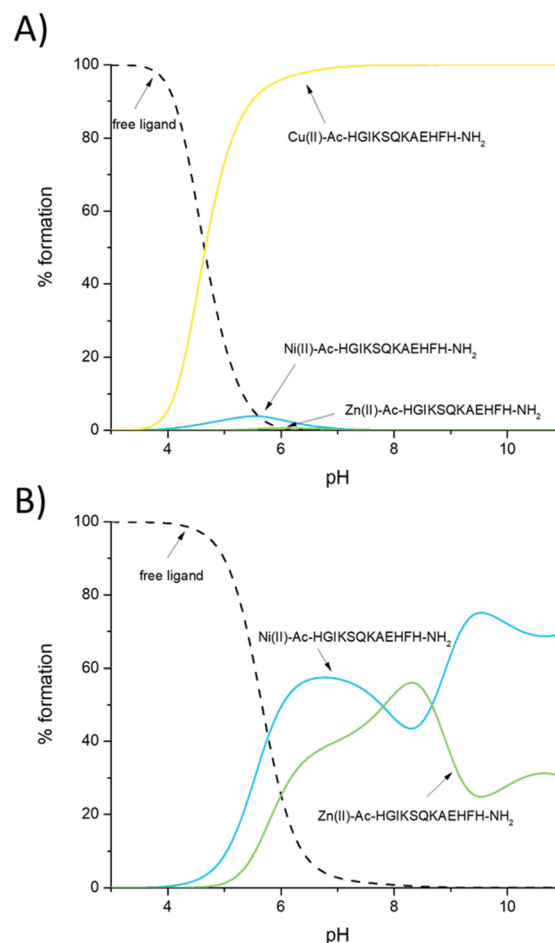 A)
100
80
60
40
20
0
% formation
free ligand
Cu(II)-Ac-HGIKSQKAEHFH-NH2
Ni(II)-Ac-HGIKSQKAEHFH-NH2
Zn(II)-Ac-HGIKSQKAEHFH-NH2
4 6 8 10
pH
B)
100
80
60
40
20
0
% formation
free ligand
Ni(II)-Ac-HGIKSQKAEHFH-NH2
Zn(II)-Ac-HGIKSQKAEHFH-NH2
4 6 8 10
pH